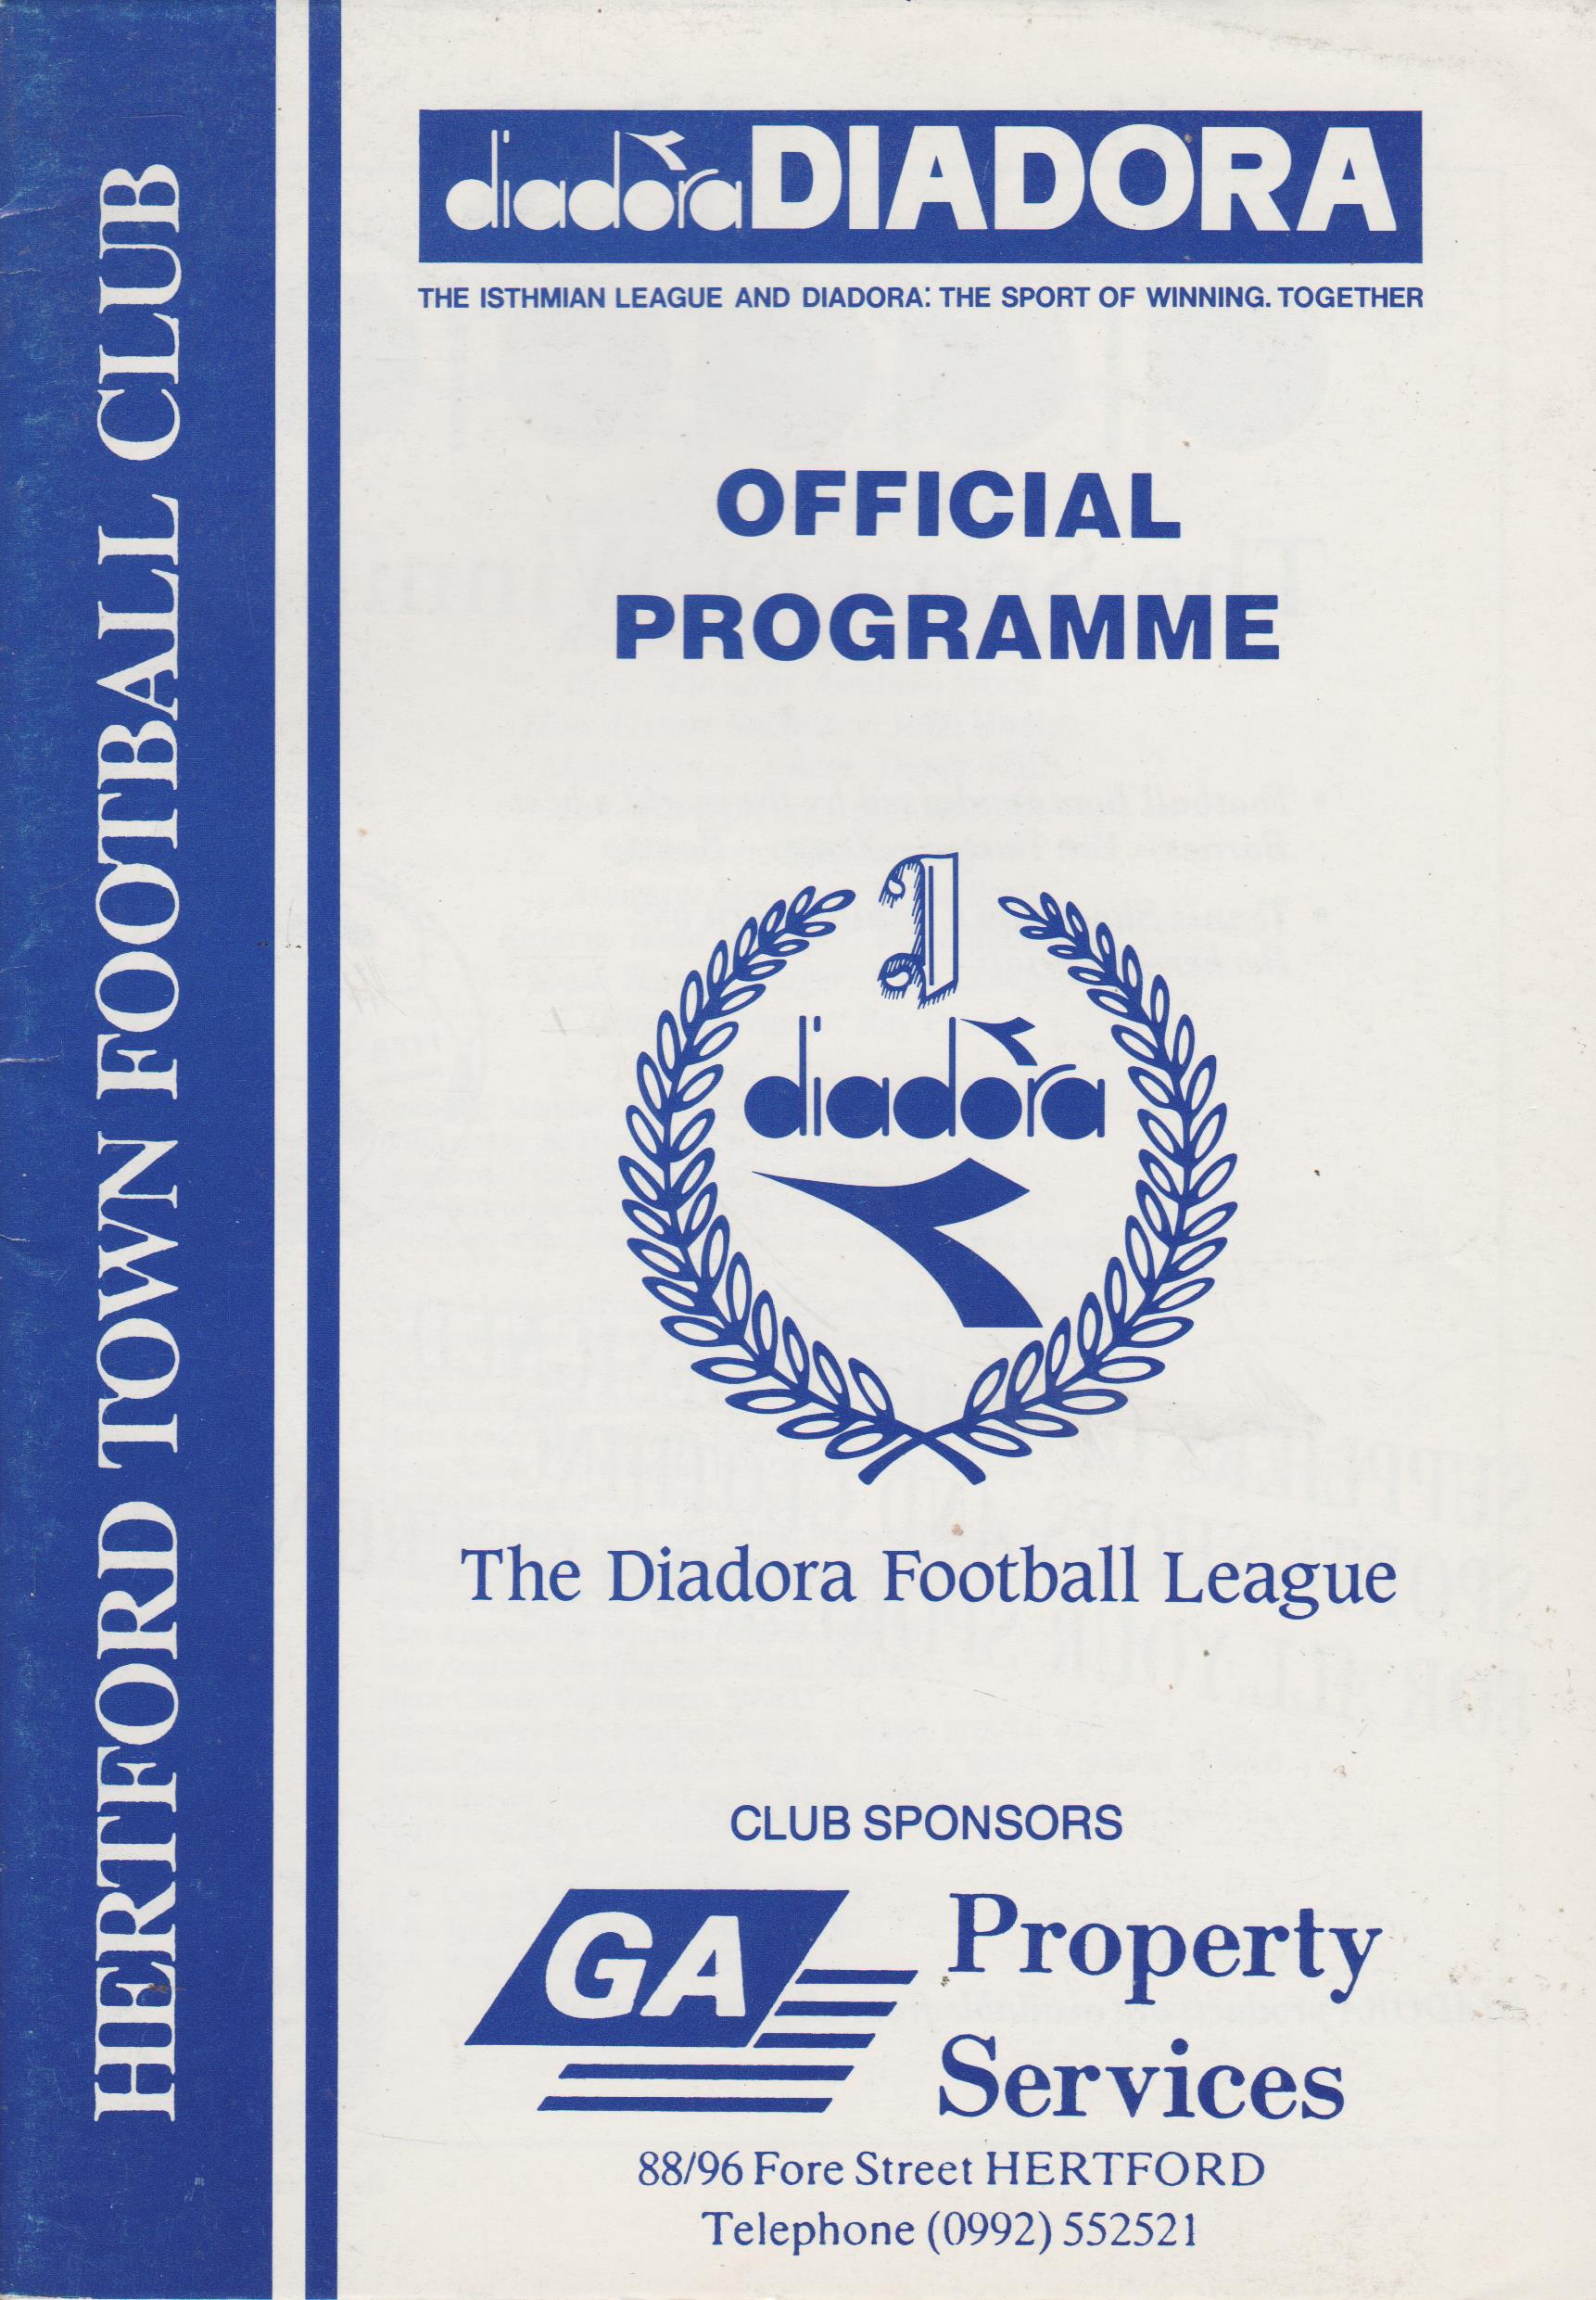 HERTFORD TOWN FOOTBALL CLUB
diadora DIADORA
THE ISTHMIAN LEAGUE AND DIADORA: THE SPORT OF WINNING. TOGETHER
OFFICIAL
PROGRAMME
I
diadora
The Diadora Football League
CLUB SPONSORS
GA Property
Services
88/96 Fore Street HERTFORD
Telephone (0992) 552521